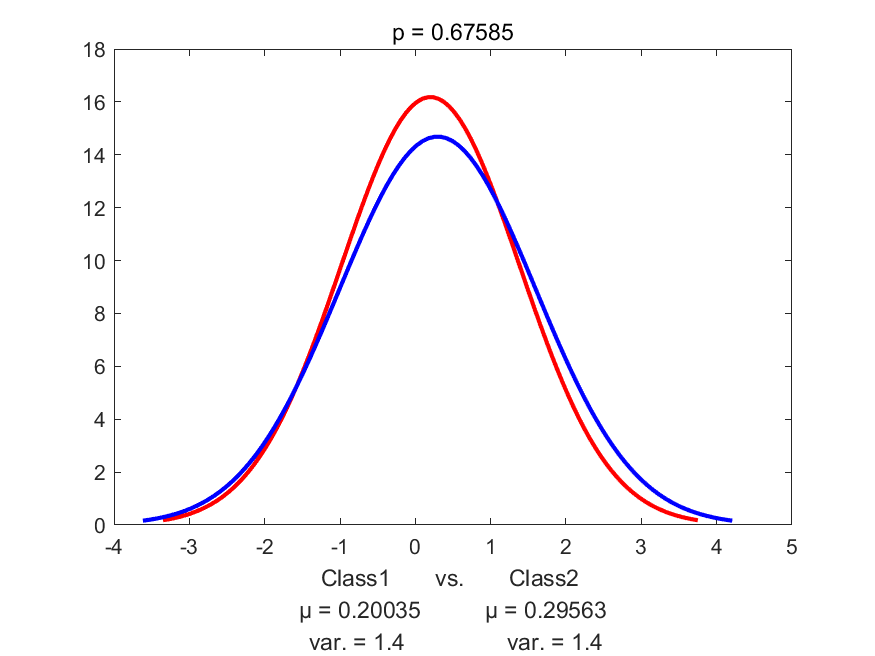 p = 0.67585
18
16
14
12
10
8
6
4
2
0
-4 -3 -2 -1 0 1 2 3 4 5
Class1 vs. Class2
μ = 0.20035 μ = 0.29563
var. = 1.4 var. = 1.4